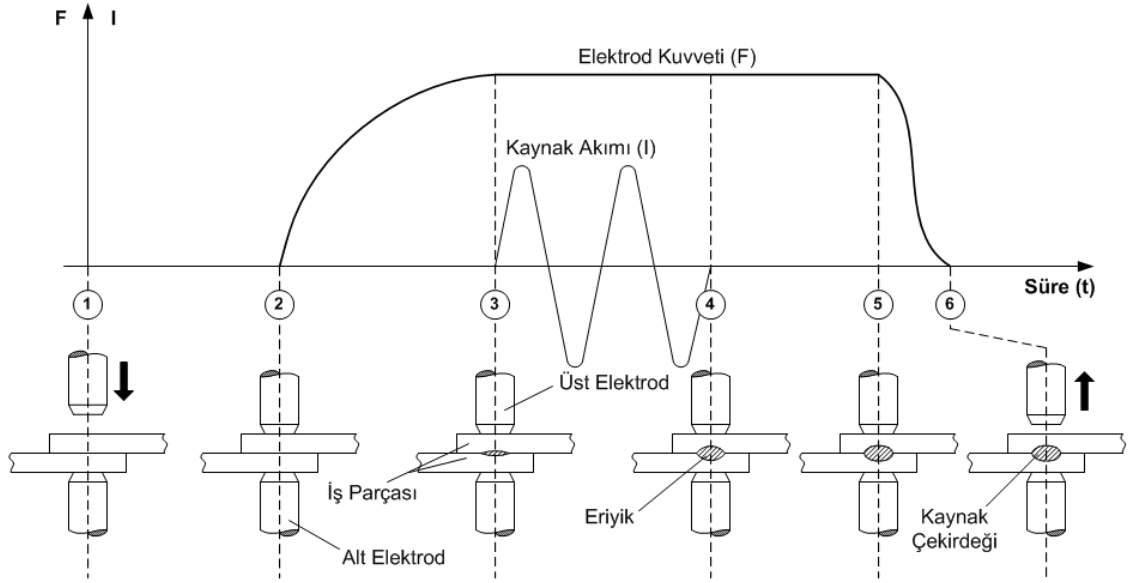 F I
Elektrod Kuvveti (F)
Kaynak Akımı (I)
1 2 3 4 5 6
Süre (t)
Üst Elektrod
İş Parçası
Alt Elektrod
Eriyik
Kaynak
Çekirdeği